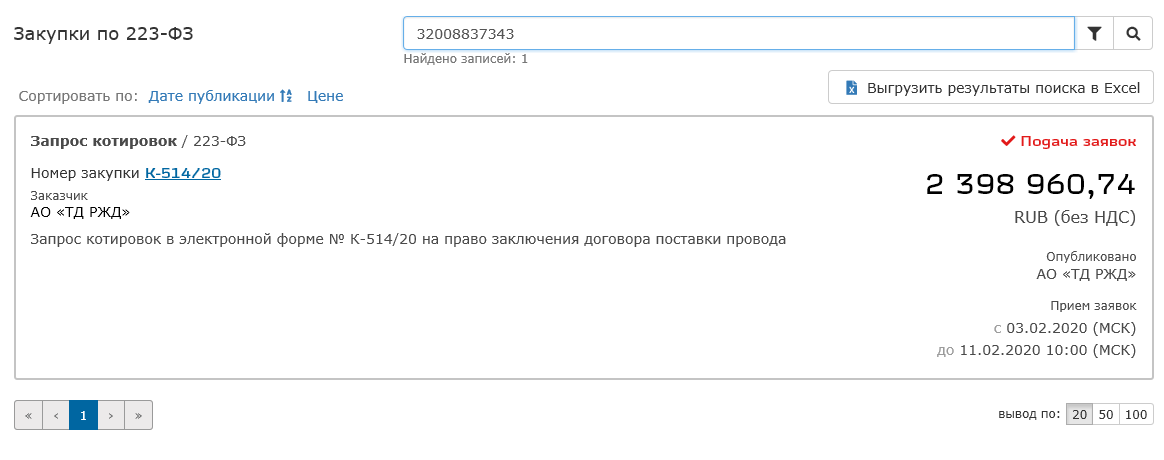 Закупки по 223-ФЗ
32008837343
Найдено записей: 1
Сортировать по: Дате публикации Цене
Выгрузить результаты поиска в Excel
Запрос котировок / 223-ФЗ
Подача заявок
Номер закупки К-514/20
2 398 960,74
Заказчик
АО «ТД РЖД»
RUB (без НДС)
Запрос котировок в электронной форме № К-514/20 на право заключения договора поставки провода
Опубликовано
АО «ТД РЖД»
Прием заявок
с 03.02.2020 (МСК)
до 11.02.2020 10:00 (МСК)
« ‹ 1 › »
вывод по: 20 50 100